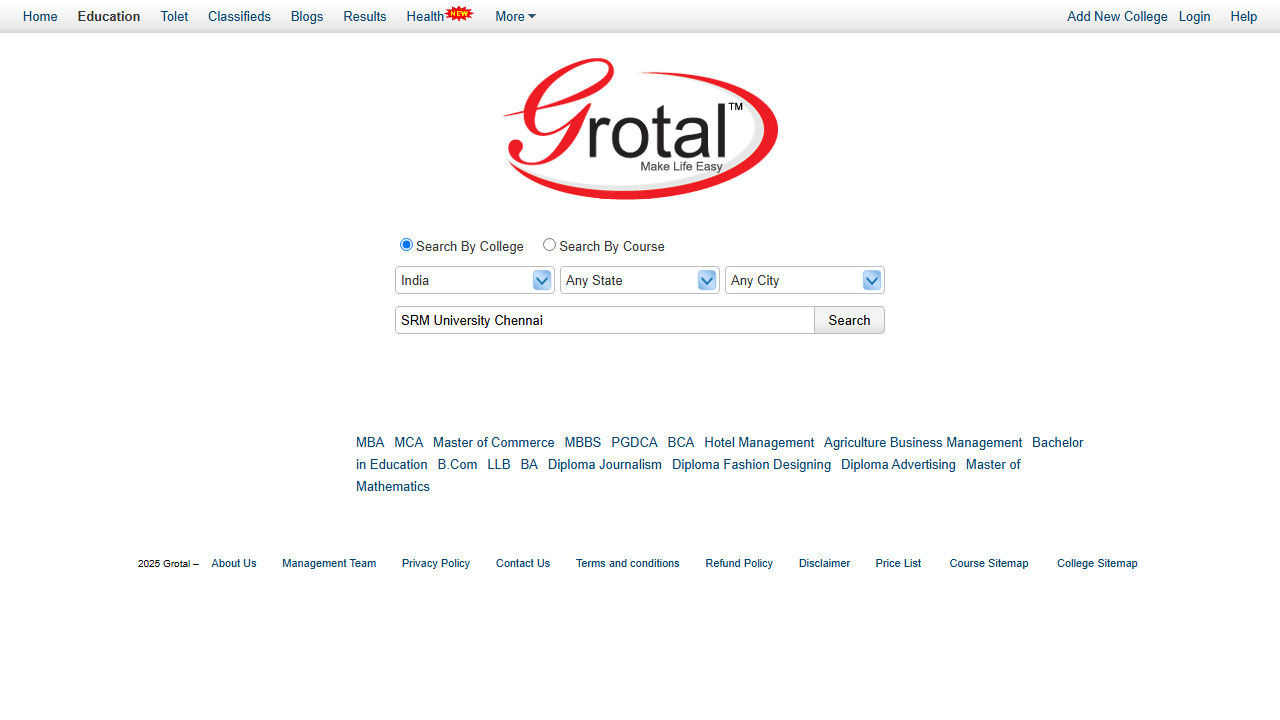 Home Education Tolet Classifieds Blogs Results Health NEW More Add New College Login Help
Grotal™
Make Life Easy
Search By College Search By Course
India Any State Any City
SRM University Chennai Search
MBA MCA Master of Commerce MBBS PGDCA BCA Hotel Management Agriculture Business Management Bachelor
in Education B.Com LLB BA Diploma Journalism Diploma Fashion Designing Diploma Advertising Master of
Mathematics
2025 Grotal – About Us Management Team Privacy Policy Contact Us Terms and conditions Refund Policy Disclaimer Price List Course Sitemap College Sitemap